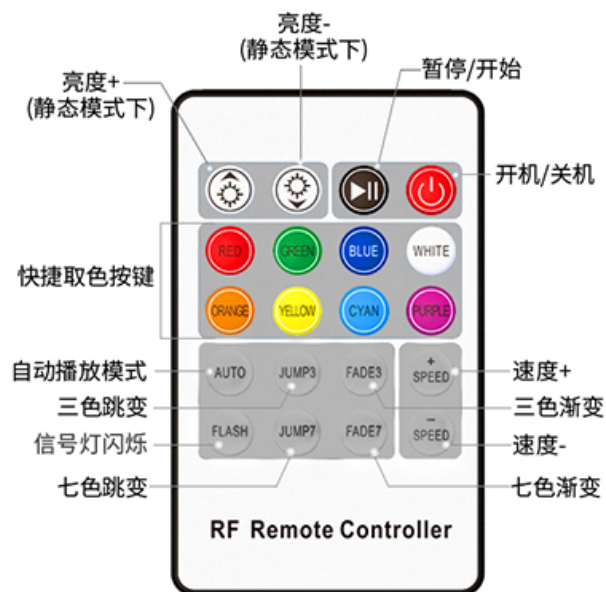 亮度-
(静态模式下)
亮度+
(静态模式下)
暂停/开始
开机/关机
快捷取色按键
RED
GREEN
BLUE
WHITE
ORANGE
YELLOW
CYAN
PURPLE
自动播放模式
AUTO
JUMP3
FADE3
+
SPEED
速度+
三色跳变
三色渐变
信号灯闪烁
FLASH
JUMP7
FADE7
−
SPEED
速度-
七色跳变
七色渐变
RF Remote Controller